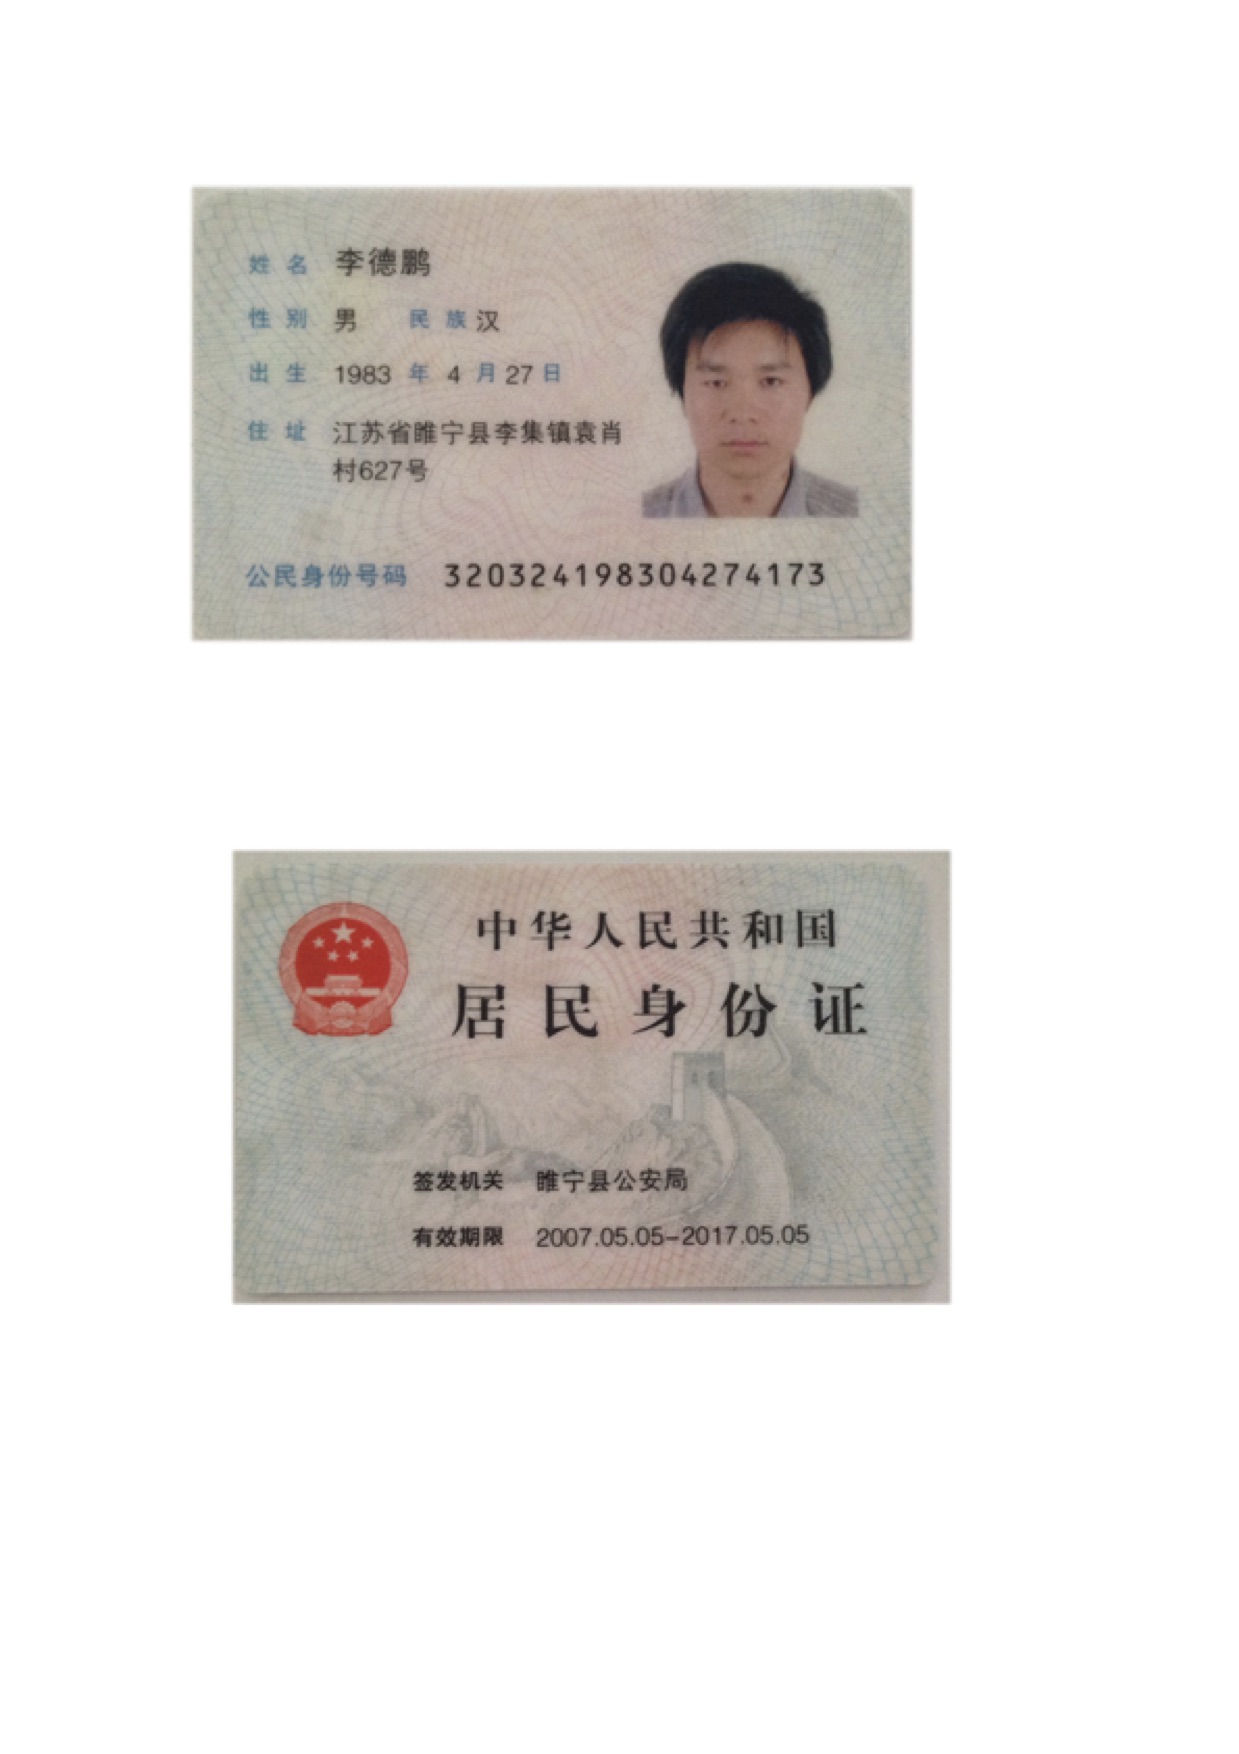 姓名 李德鹏
性别 男 民族 汉
出生 1983 年 4 月 27 日
住址 江苏省睢宁县李集镇袁肖
村627号
公民身份号码 320324198304274173
中华人民共和国
居民身份证
签发机关 睢宁县公安局
有效期限 2007.05.05-2017.05.05